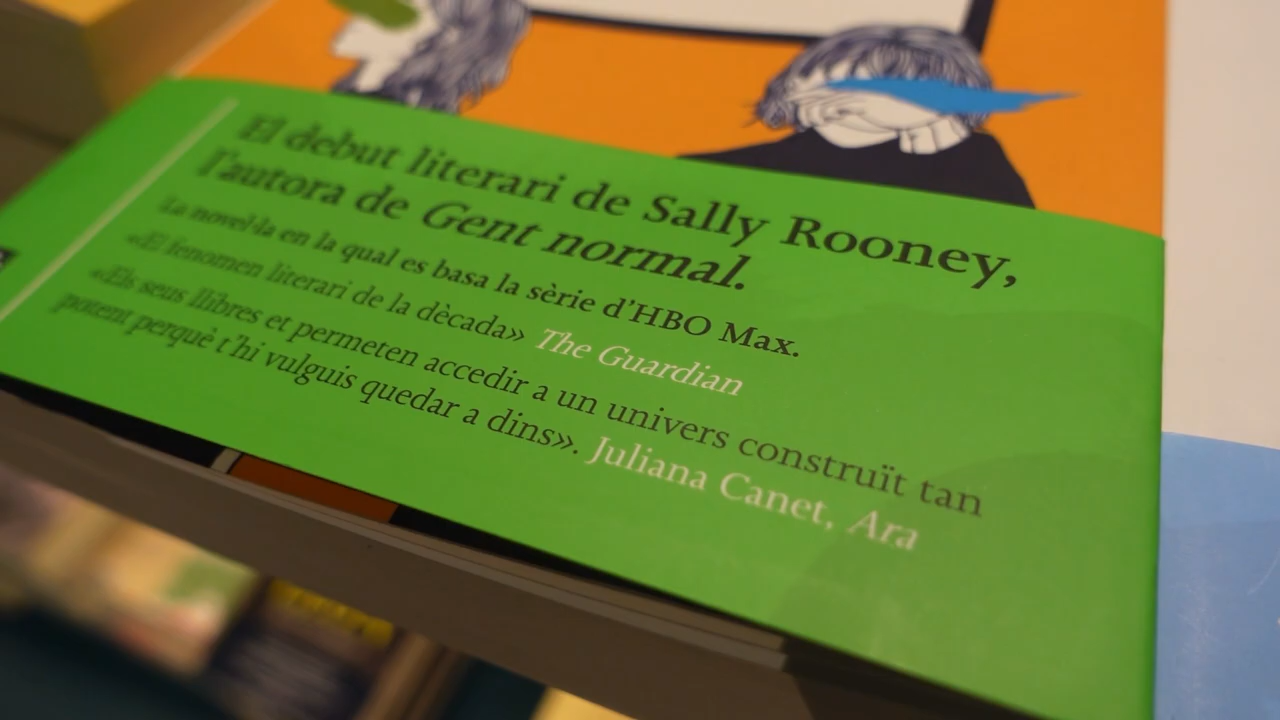 El debut literari de Sally Rooney,
l'autora de Gent normal.
La novel·la en la qual es basa la sèrie d'HBO Max.
«El fenomen literari de la dècada» The Guardian
«Els seus llibres et permeten accedir a un univers construït tan
potent perquè t'hi vulguis quedar a dins». Juliana Canet, Ara